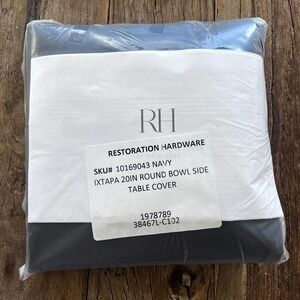 RH
RESTORATION HARDWARE
SKU# 10169043 NAVY
IXTAPA 20IN ROUND BOWL SIDE
TABLE COVER
1978789
38467L-C102